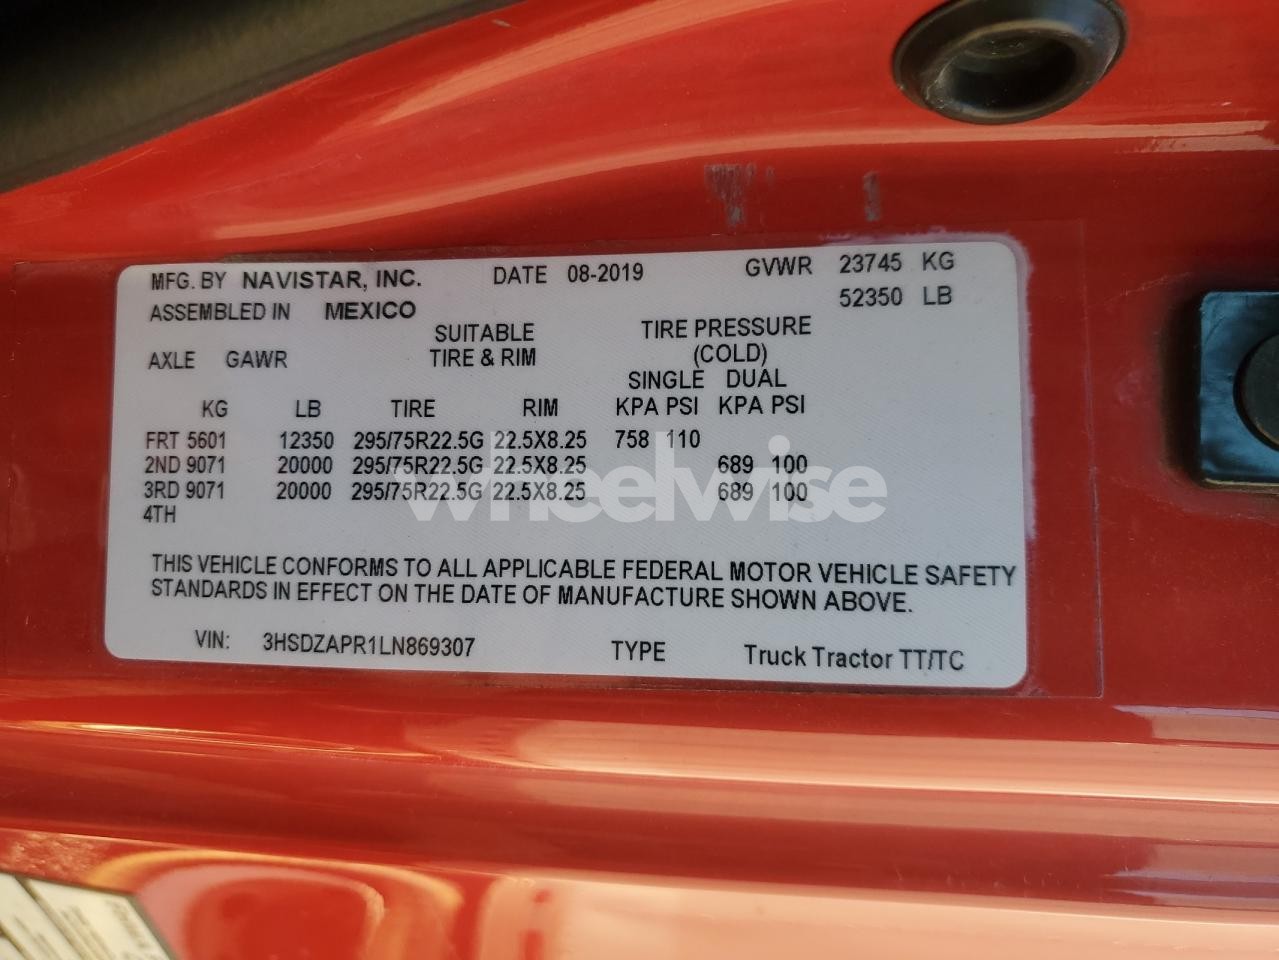 MFG. BY NAVISTAR, INC. DATE 08-2019 GVWR 23745 KG
ASSEMBLED IN MEXICO 52350 LB
SUITABLE TIRE PRESSURE
AXLE GAWR TIRE & RIM (COLD)
SINGLE DUAL
KG LB TIRE RIM KPA PSI KPA PSI
FRT 5601 12350 295/75R22.5G 22.5X8.25 758 110
2ND 9071 20000 295/75R22.5G 22.5X8.25 689 100
3RD 9071 20000 295/75R22.5G 22.5X8.25 689 100
4TH
wheelwise
THIS VEHICLE CONFORMS TO ALL APPLICABLE FEDERAL MOTOR VEHICLE SAFETY
STANDARDS IN EFFECT ON THE DATE OF MANUFACTURE SHOWN ABOVE.
VIN: 3HSDZAPR1LN869307 TYPE Truck Tractor TT/TC